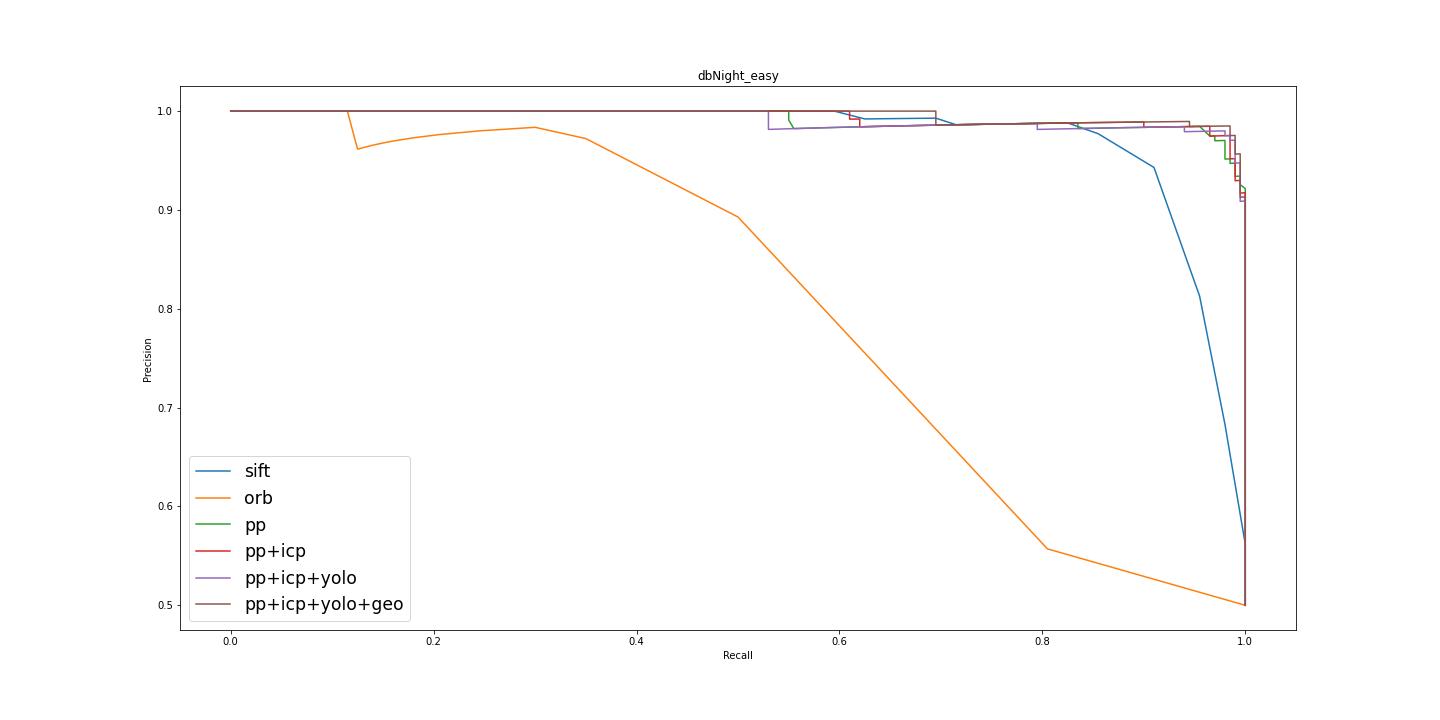 dbNight_easy
1.0
0.9
0.8
0.7
0.6
0.5
Precision
sift
orb
pp
pp+icp
pp+icp+yolo
pp+icp+yolo+geo
0.0 0.2 0.4 0.6 0.8 1.0
Recall